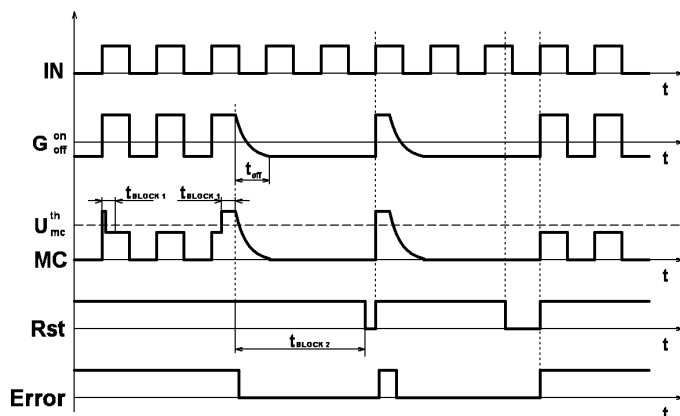 IN
t
G on off
t
t off
t BLOCK 1
t BLOCK 1
U th mc
MC
t
Rst
t
t BLOCK 2
Error
t